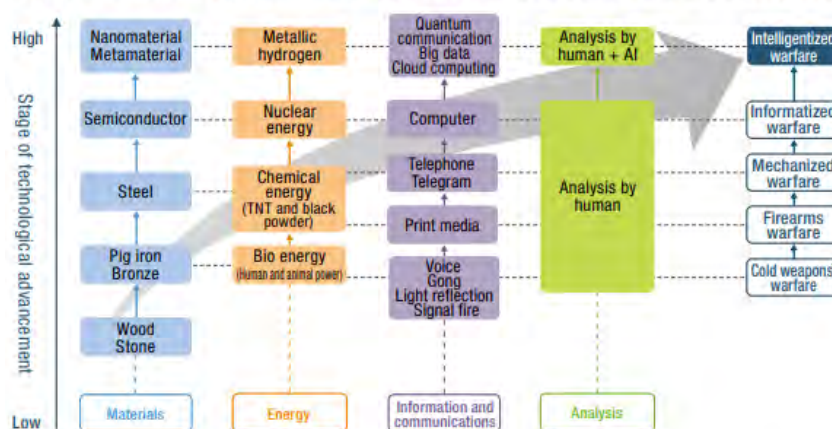 High
Stage of technological advancement
Low
Nanomaterial
Metamaterial
Semiconductor
Steel
Pig iron
Bronze
Wood
Stone
Materials
Metallic
hydrogen
Nuclear
energy
Chemical
energy
(TNT and black
powder)
Bio energy
(Human and animal power)
Energy
Quantum
communication
Big data
Cloud computing
Computer
Telephone
Telegram
Print media
Voice
Gong
Light reflection
Signal fire
Information and
communications
Analysis by
human + AI
Analysis by
human
Analysis
Intelligentized
warfare
Informatized
warfare
Mechanized
warfare
Firearms
warfare
Cold weapons
warfare